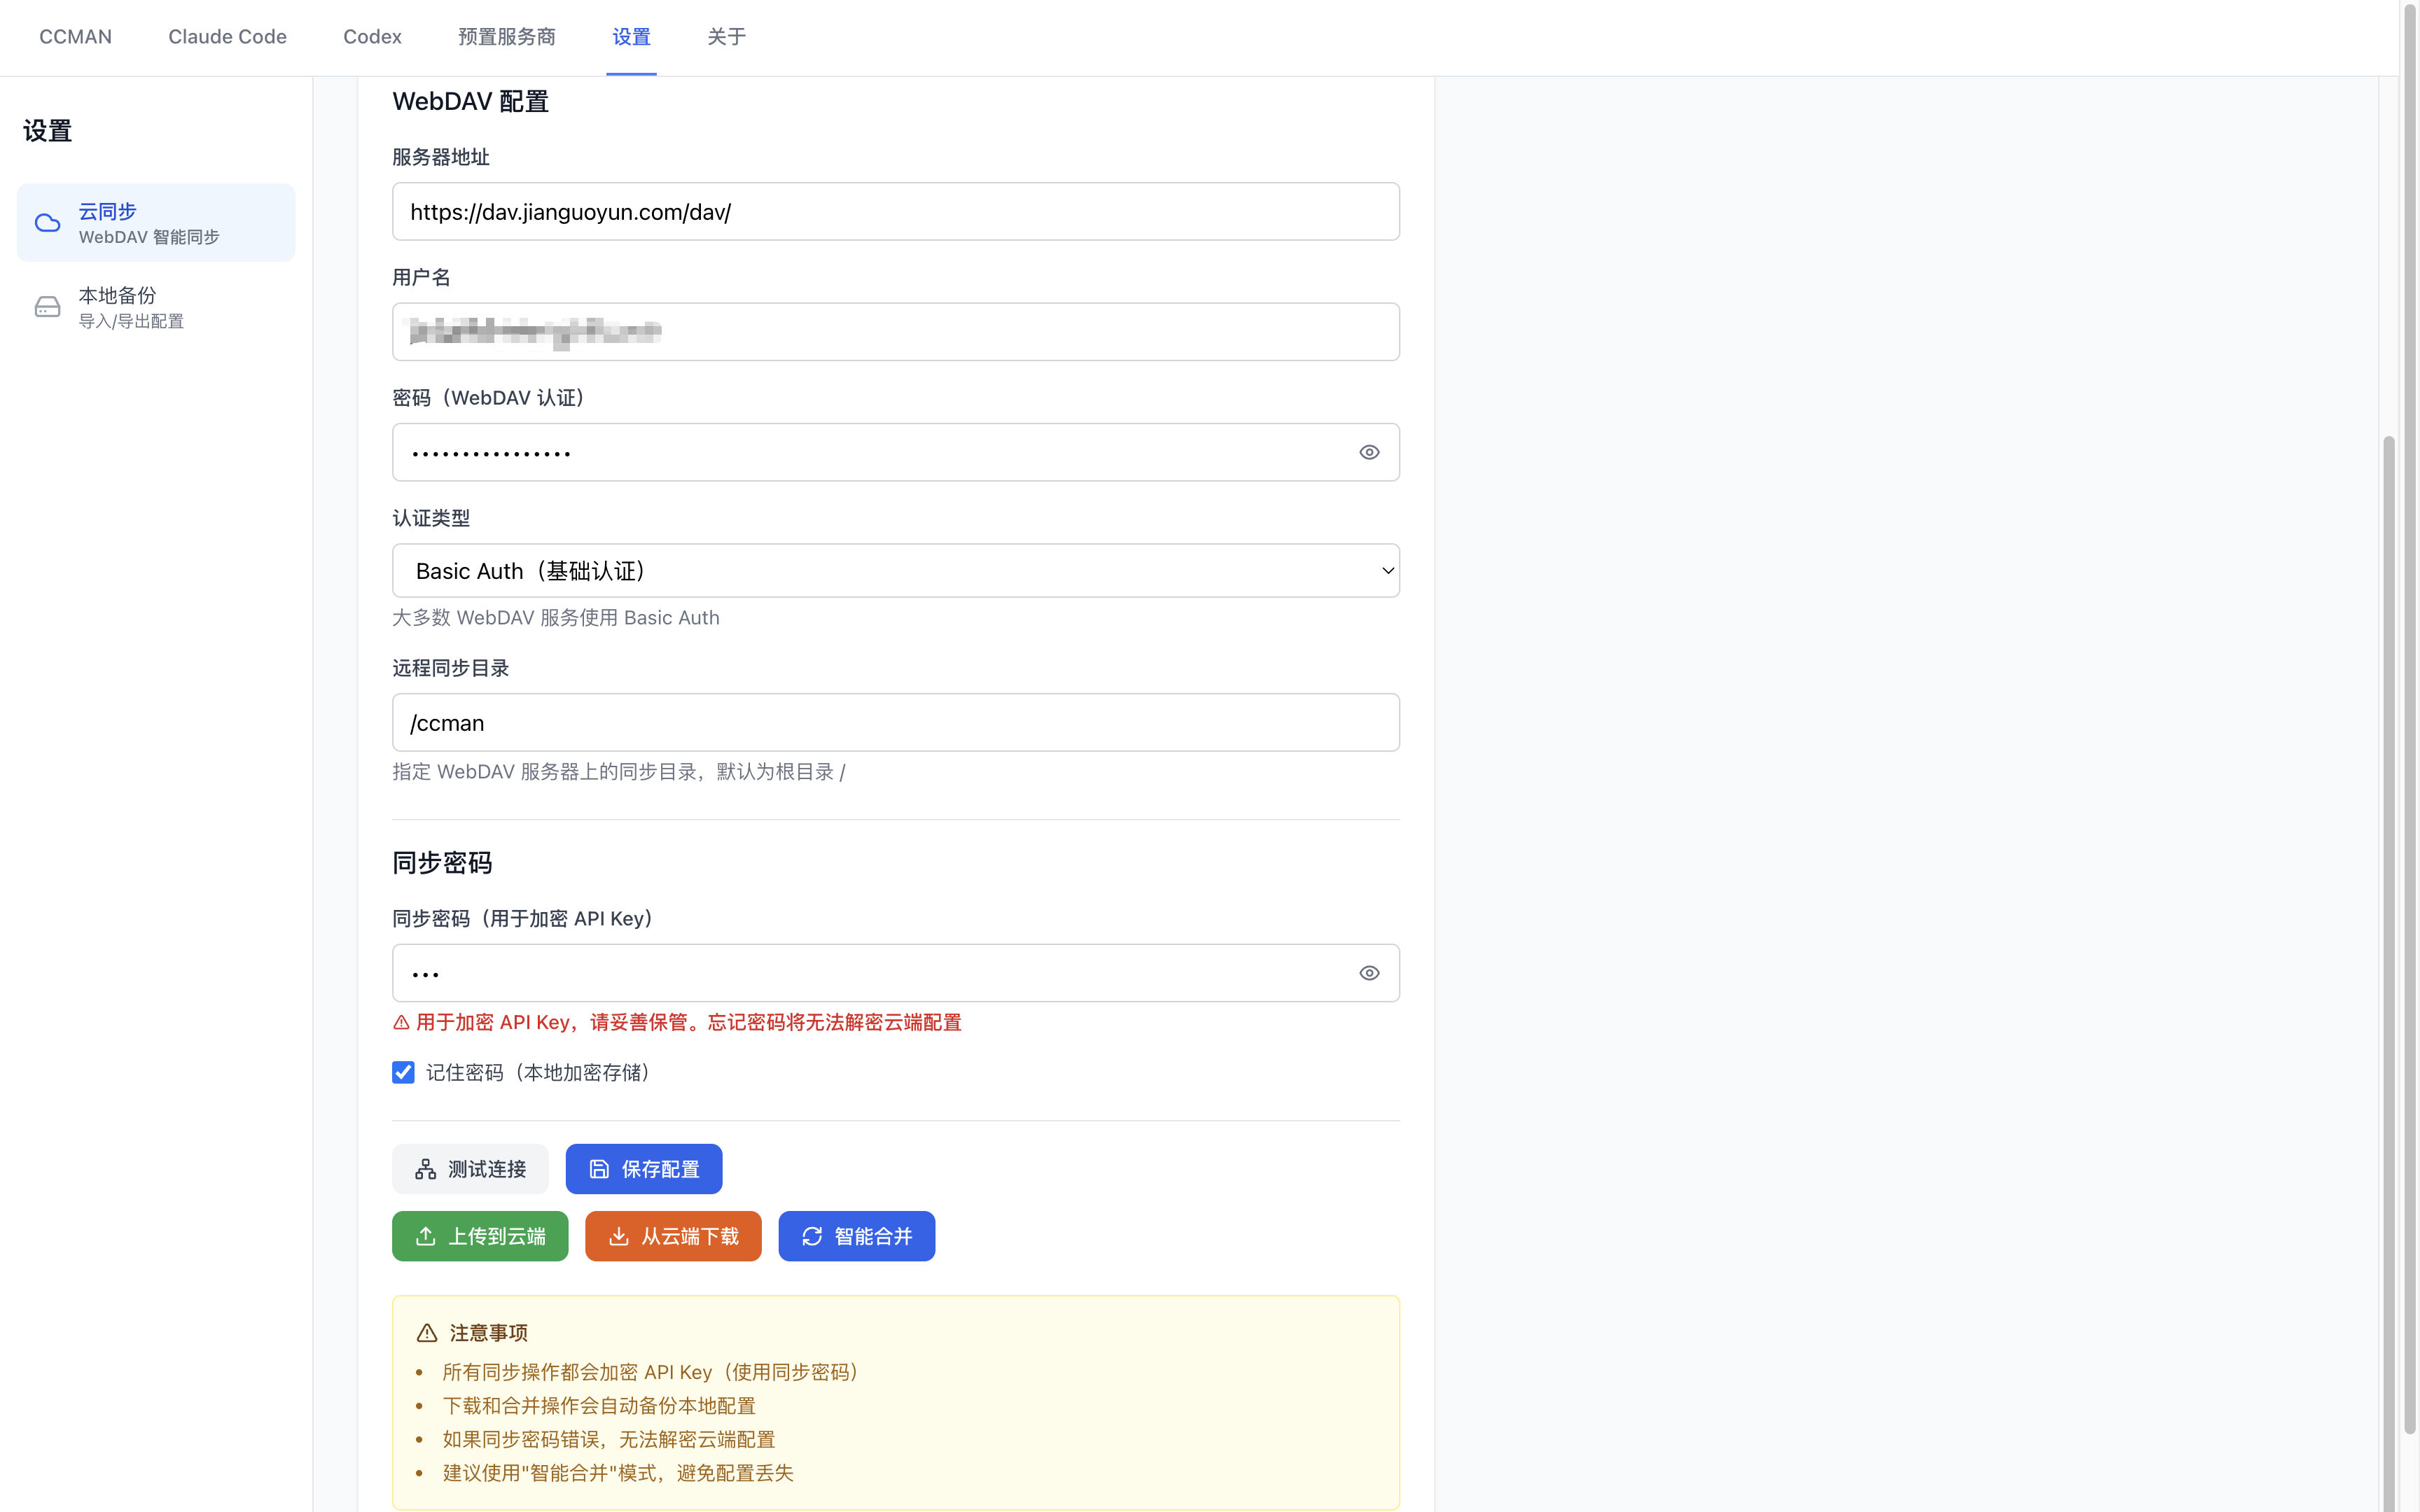 CCMAN
Claude Code
Codex
预置服务商
设置
关于
设置
云同步
WebDAV 智能同步
本地备份
导入/导出配置
WebDAV 配置
服务器地址
https://dav.jianguoyun.com/dav/
用户名
密码（WebDAV 认证）
••••••••••••••••
认证类型
Basic Auth（基础认证）
大多数 WebDAV 服务使用 Basic Auth
远程同步目录
/ccman
指定 WebDAV 服务器上的同步目录，默认为根目录 /
同步密码
同步密码（用于加密 API Key）
•••
用于加密 API Key，请妥善保管。忘记密码将无法解密云端配置
记住密码（本地加密存储）
测试连接
保存配置
上传到云端
从云端下载
智能合并
注意事项
• 所有同步操作都会加密 API Key（使用同步密码）
• 下载和合并操作会自动备份本地配置
• 如果同步密码错误，无法解密云端配置
• 建议使用"智能合并"模式，避免配置丢失